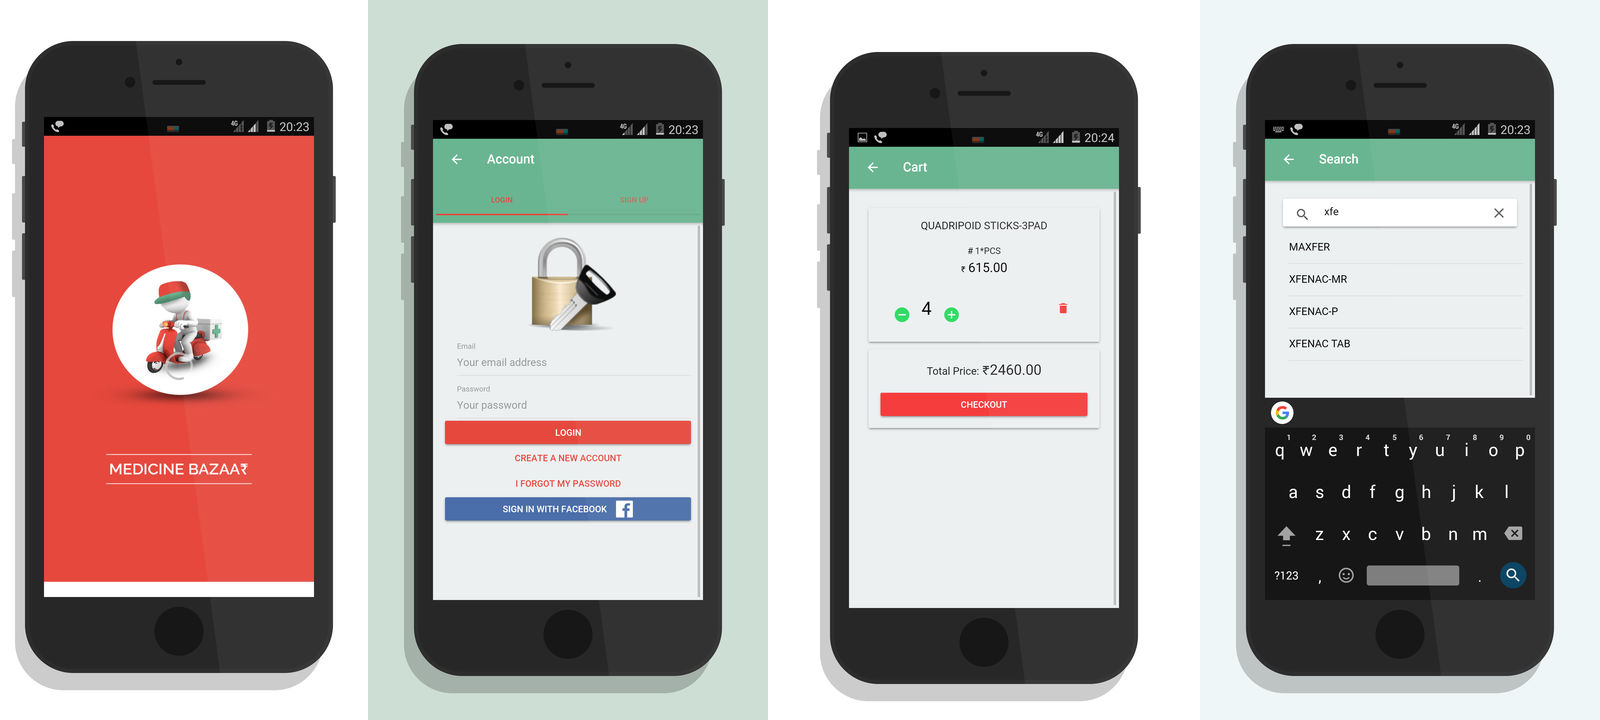 20:23
MEDICINE BAZAA₹
4G
20:23
Account
LOGIN
SIGN UP
Email
Your email address
Password
Your password
LOGIN
CREATE A NEW ACCOUNT
I FORGOT MY PASSWORD
SIGN IN WITH FACEBOOK f
4G
20:24
Cart
QUADRIPOID STICKS-3PAD
# 1*PCS
₹ 615.00
4
Total Price: ₹2460.00
CHECKOUT
4G
20:23
Search
xfe
MAXFER
XFENAC-MR
XFENAC-P
XFENAC TAB
G
1 2 3 4 5 6 7 8 9 0
q w e r t y u i o p
a s d f g h j k l
z x c v b n m
?123 , .